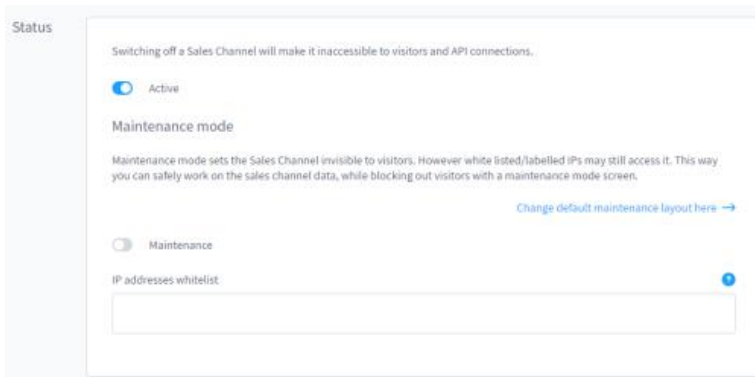 Status
Switching off a Sales Channel will make it inaccessible to visitors and API connections.
Active
Maintenance mode
Maintenance mode sets the Sales Channel invisible to visitors. However white listed/labelled IPs may still access it. This way
you can safely work on the sales channel data, while blocking out visitors with a maintenance mode screen.
Change default maintenance layout here →
Maintenance
IP addresses whitelist
?